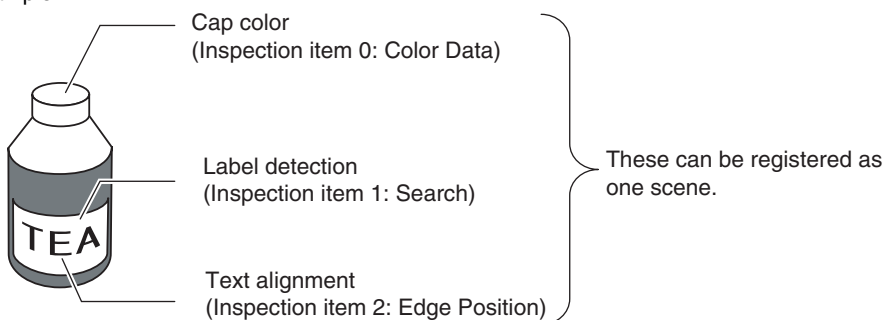 Cap color
(Inspection item 0: Color Data)
Label detection
(Inspection item 1: Search)
These can be registered as
one scene.
TEA
Text alignment
(Inspection item 2: Edge Position)